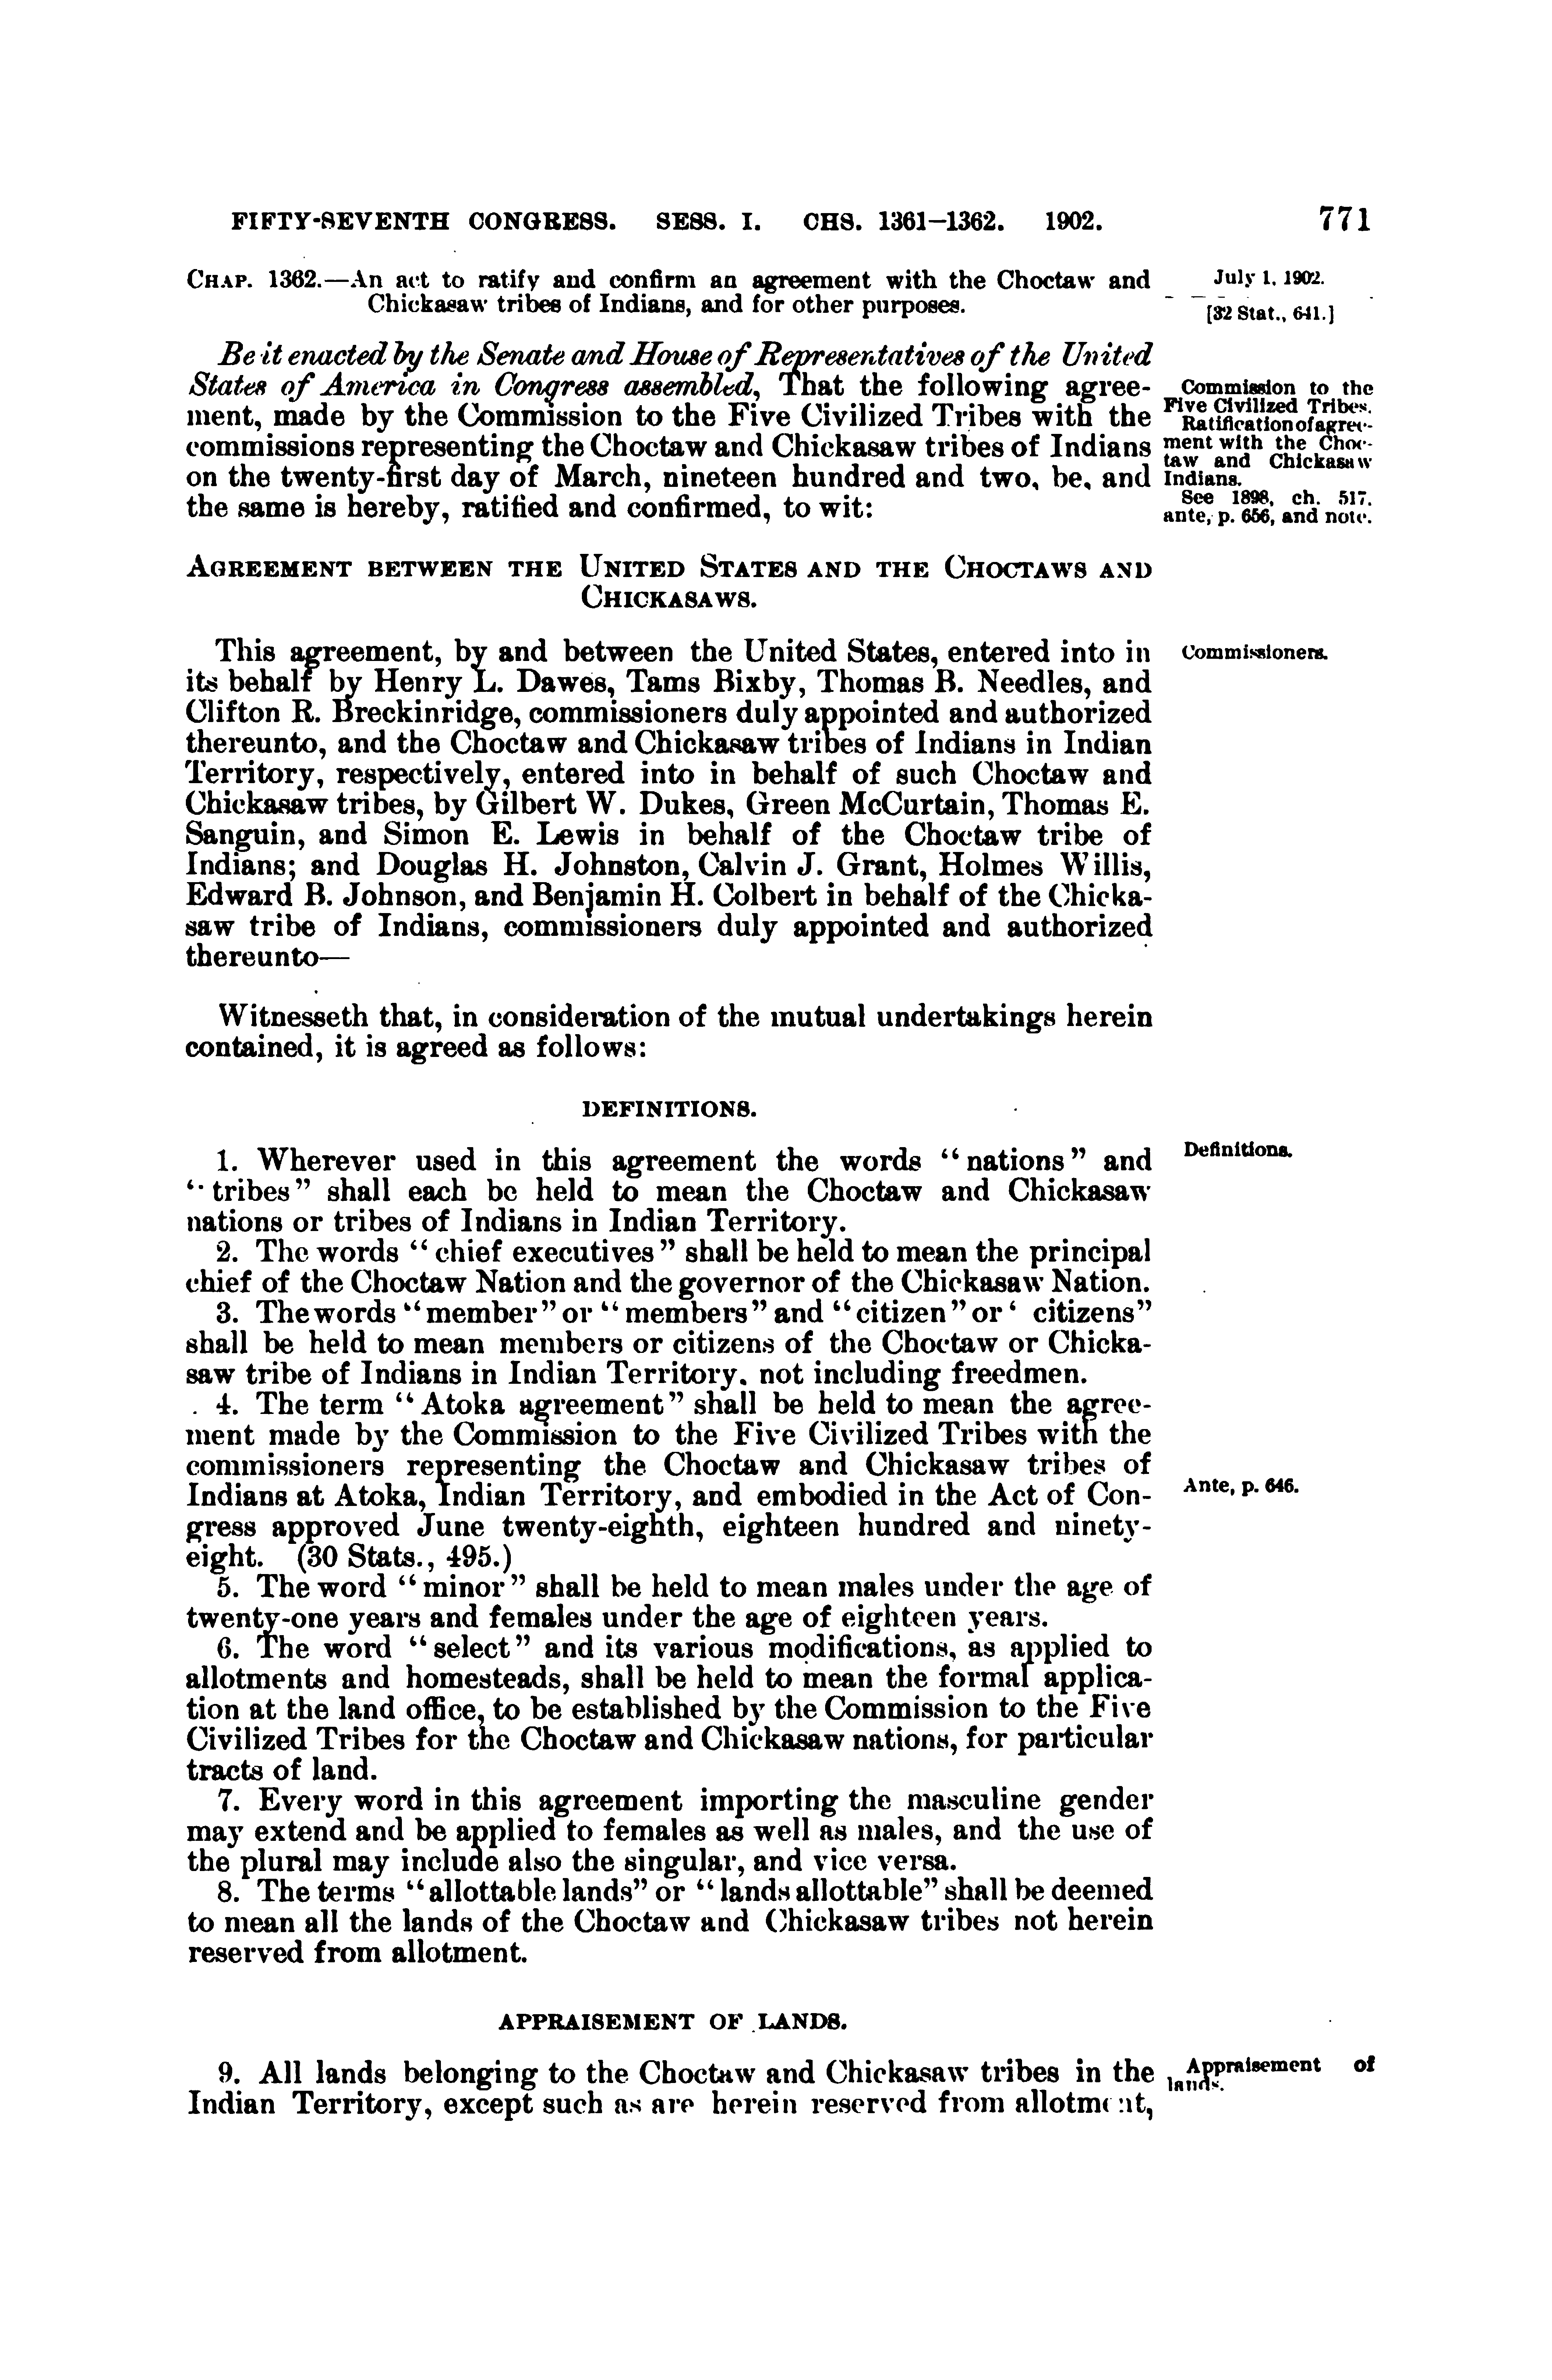 FIFTY-SEVENTH CONGRESS. SESS. I. CHS. 1361–1362. 1902. 771
CHAP. 1362.—An act to ratify and confirm an agreement with the Choctaw and
Chickasaw tribes of Indians, and for other purposes.
July 1, 1902.
[32 Stat., 641.]
Be it enacted by the Senate and House of Representatives of the United
States of America in Congress assembled, That the following agree-
ment, made by the Commission to the Five Civilized Tribes with the
commissions representing the Choctaw and Chickasaw tribes of Indians
on the twenty-first day of March, nineteen hundred and two, be, and
the same is hereby, ratified and confirmed, to wit:
Commission to the
Five Civilized Tribes.
Ratification of agree-
ment with the Choc-
taw and Chickasaw
Indians.
See 1898, ch. 517.
ante, p. 656, and note.
AGREEMENT BETWEEN THE UNITED STATES AND THE CHOCTAWS AND
CHICKASAWS.
This agreement, by and between the United States, entered into in
its behalf by Henry L. Dawes, Tams Bixby, Thomas B. Needles, and
Clifton R. Breckinridge, commissioners duly appointed and authorized
thereunto, and the Choctaw and Chickasaw tribes of Indians in Indian
Territory, respectively, entered into in behalf of such Choctaw and
Chickasaw tribes, by Gilbert W. Dukes, Green McCurtain, Thomas E.
Sanguin, and Simon E. Lewis in behalf of the Choctaw tribe of
Indians; and Douglas H. Johnston, Calvin J. Grant, Holmes Willis,
Edward B. Johnson, and Benjamin H. Colbert in behalf of the Chicka-
saw tribe of Indians, commissioners duly appointed and authorized
thereunto—
Commissioners.
Witnesseth that, in consideration of the mutual undertakings herein
contained, it is agreed as follows:
DEFINITIONS.
1. Wherever used in this agreement the words "nations" and
"tribes" shall each be held to mean the Choctaw and Chickasaw
nations or tribes of Indians in Indian Territory.
Definitions.
2. The words "chief executives" shall be held to mean the principal
chief of the Choctaw Nation and the governor of the Chickasaw Nation.
3. The words "member" or "members" and "citizen" or ' citizens"
shall be held to mean members or citizens of the Choctaw or Chicka-
saw tribe of Indians in Indian Territory, not including freedmen.
4. The term "Atoka agreement" shall be held to mean the agree-
ment made by the Commission to the Five Civilized Tribes with the
commissioners representing the Choctaw and Chickasaw tribes of
Indians at Atoka, Indian Territory, and embodied in the Act of Con-
gress approved June twenty-eighth, eighteen hundred and ninety-
eight. (30 Stats., 495.)
Ante, p. 646.
5. The word "minor" shall be held to mean males under the age of
twenty-one years and females under the age of eighteen years.
6. The word "select" and its various modifications, as applied to
allotments and homesteads, shall be held to mean the formal applica-
tion at the land office, to be established by the Commission to the Five
Civilized Tribes for the Choctaw and Chickasaw nations, for particular
tracts of land.
7. Every word in this agreement importing the masculine gender
may extend and be applied to females as well as males, and the use of
the plural may include also the singular, and vice versa.
8. The terms "allottable lands" or "lands allottable" shall be deemed
to mean all the lands of the Choctaw and Chickasaw tribes not herein
reserved from allotment.
APPRAISEMENT OF LANDS.
9. All lands belonging to the Choctaw and Chickasaw tribes in the
Indian Territory, except such as are herein reserved from allotment,
Appraisement of
lands.